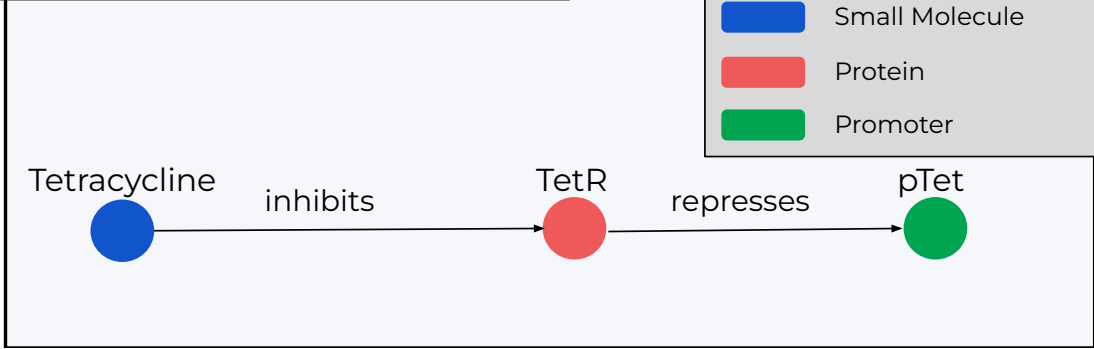 Small Molecule
Protein
Promoter
Tetracycline
inhibits
TetR
represses
pTet